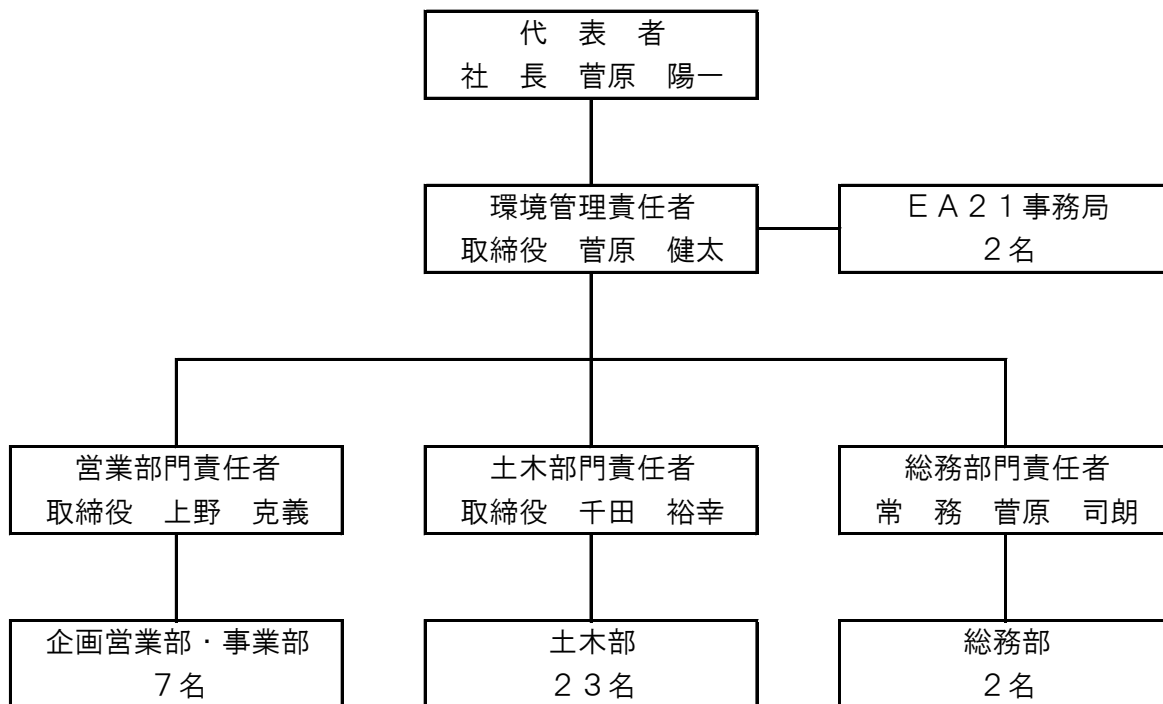 代　表　者
社　長　菅原　陽一
環境管理責任者
取締役　菅原　健太
ＥＡ２１事務局
２名
営業部門責任者
取締役　上野　克義
土木部門責任者
取締役　千田　裕幸
総務部門責任者
常　務　菅原　司朗
企画営業部・事業部
７名
土木部
２３名
総務部
２名